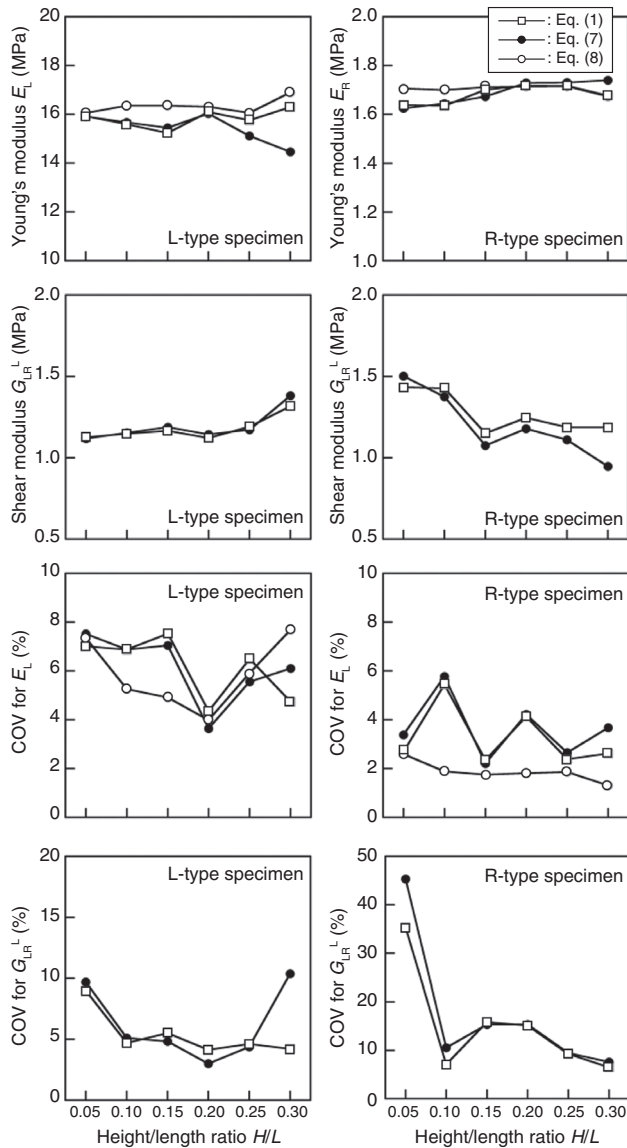 : Eq. (1)
: Eq. (7)
: Eq. (8)
Young's modulus E_L (MPa)
20
18
16
14
12
10
L-type specimen
Young's modulus E_R (MPa)
2.0
1.8
1.6
1.4
1.2
1.0
R-type specimen
Shear modulus G_LR^L (MPa)
2.0
1.5
1.0
0.5
L-type specimen
Shear modulus G_LR^L (MPa)
2.0
1.5
1.0
0.5
R-type specimen
COV for E_L (%)
10
8
6
4
2
0
L-type specimen
COV for E_L (%)
10
8
6
4
2
0
R-type specimen
COV for G_LR^L (%)
20
15
10
5
0
L-type specimen
0.05 0.10 0.15 0.20 0.25 0.30
Height/length ratio H/L
COV for G_LR^L (%)
50
40
30
20
10
0
R-type specimen
0.05 0.10 0.15 0.20 0.25 0.30
Height/length ratio H/L